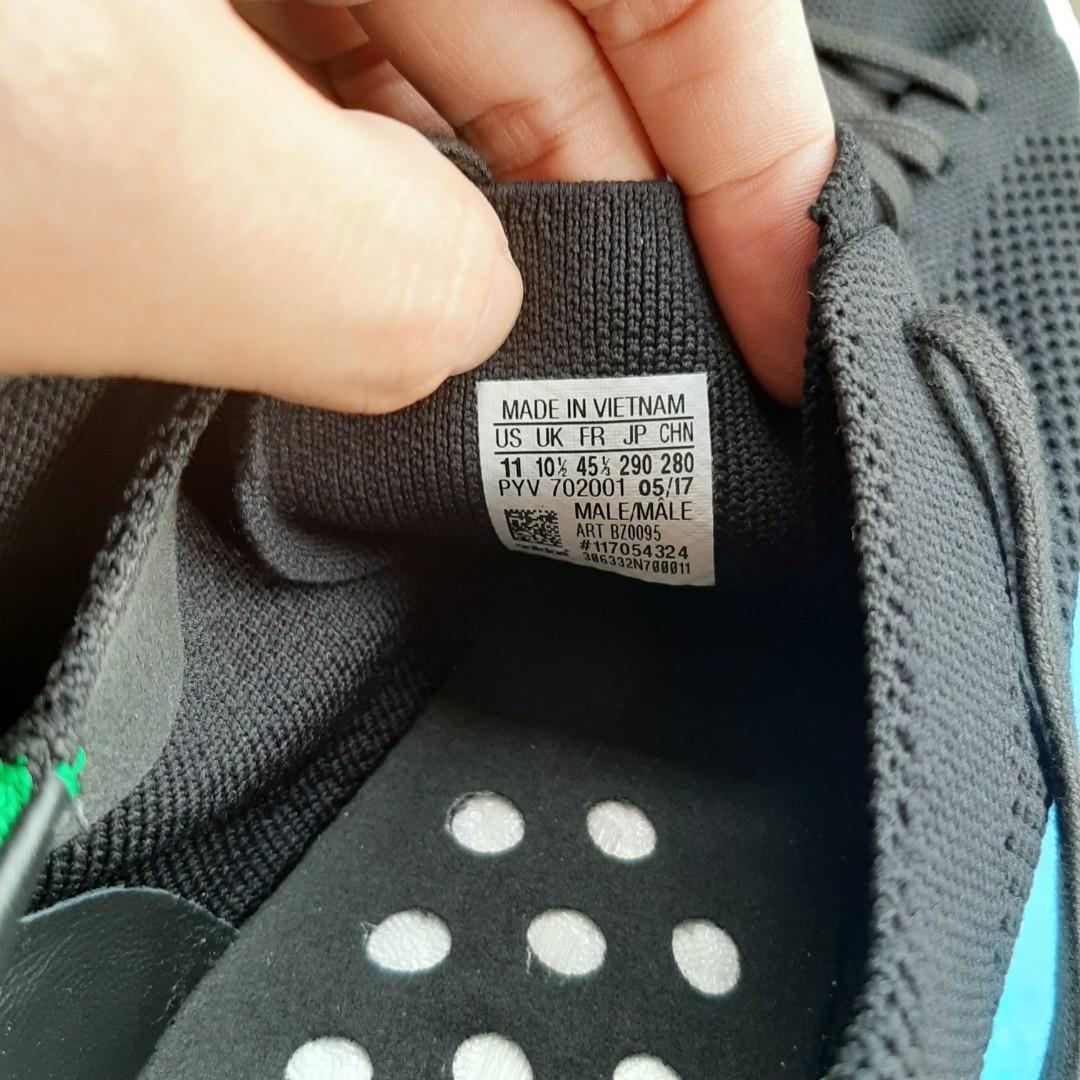 MADE IN VIETNAM
US UK FR JP CHN
11 10½ 45⅓ 290 280
PYV 702001 05/17
MALE/MÂLE
ART BZ0095
adidas
#117054324
306332N700011